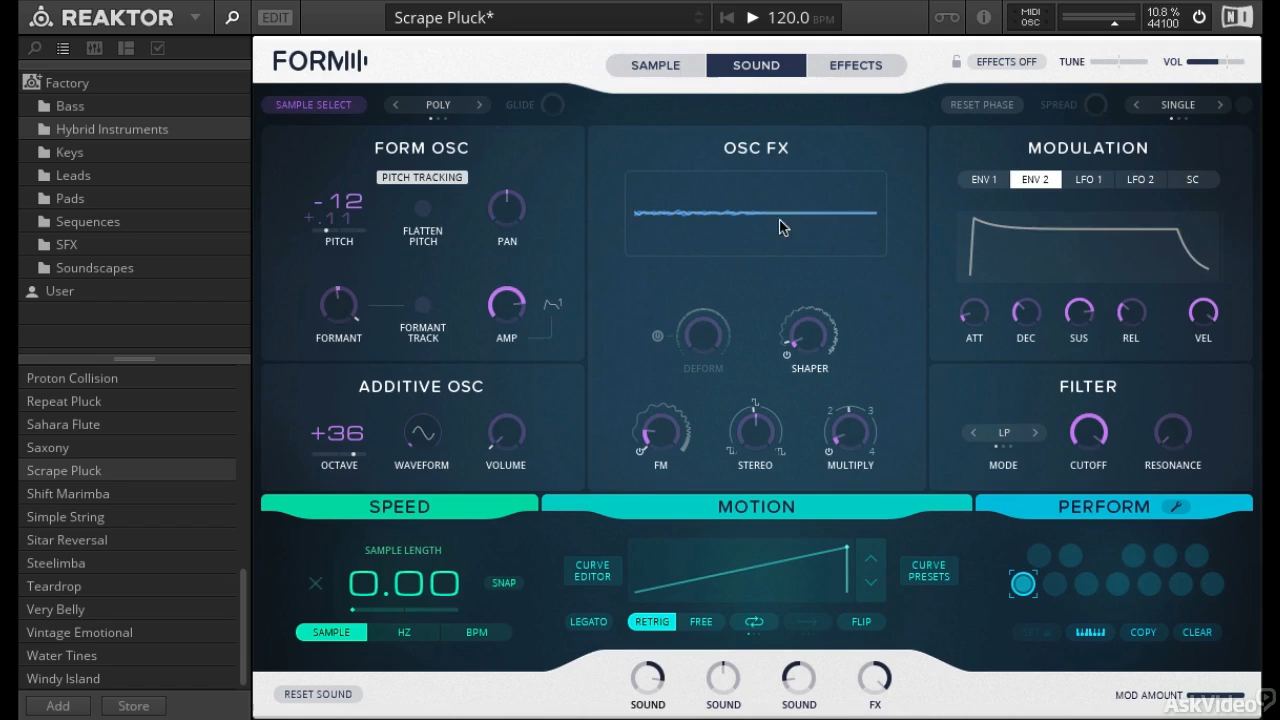 REAKTOR
EDIT
Scrape Pluck*
120.0 BPM
MIDI
OSC
10.8 %
44100
NI
FORM
SAMPLE
SOUND
EFFECTS
EFFECTS OFF
TUNE
VOL
SAMPLE SELECT
POLY
GLIDE
RESET PHASE
SPREAD
SINGLE
Factory
Bass
Hybrid Instruments
Keys
Leads
Pads
Sequences
SFX
Soundscapes
User
Proton Collision
Repeat Pluck
Sahara Flute
Saxony
Scrape Pluck
Shift Marimba
Simple String
Sitar Reversal
Steelimba
Teardrop
Very Belly
Vintage Emotional
Water Tines
Windy Island
Add
Store
FORM OSC
PITCH TRACKING
-12
+.11
PITCH
FLATTEN
PITCH
PAN
FORMANT
FORMANT
TRACK
AMP
1
ADDITIVE OSC
+36
OCTAVE
WAVEFORM
VOLUME
OSC FX
DEFORM
SHAPER
FM
STEREO
2
3
4
MULTIPLY
MODULATION
ENV 1
ENV 2
LFO 1
LFO 2
SC
ATT
DEC
SUS
REL
VEL
FILTER
LP
MODE
CUTOFF
RESONANCE
SPEED
SAMPLE LENGTH
0.00
SNAP
SAMPLE
HZ
BPM
MOTION
CURVE
EDITOR
CURVE
PRESETS
LEGATO
RETRIG
FREE
FLIP
PERFORM
COPY
CLEAR
RESET SOUND
SOUND
SOUND
SOUND
FX
MOD AMOUNT
AskVideo